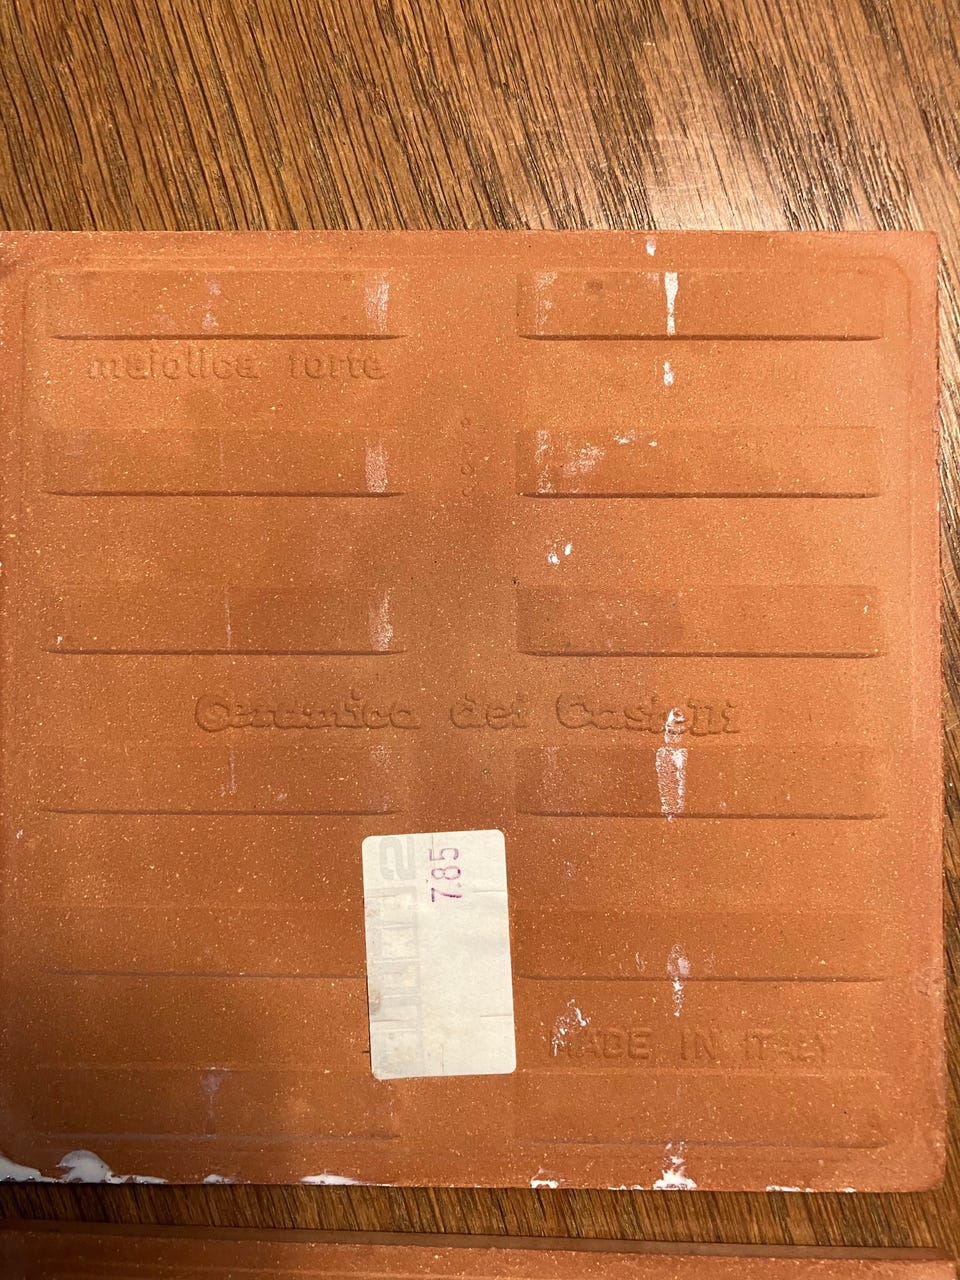 maiolica forte
Ceramica dei Castelli
7.85
MADE IN ITALY